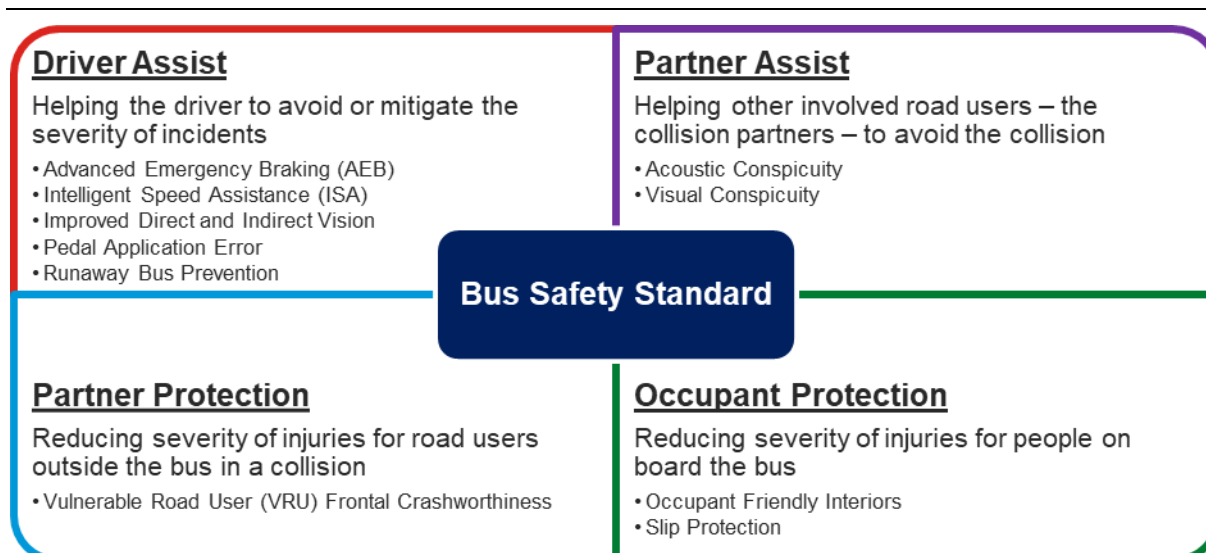 Driver Assist
Helping the driver to avoid or mitigate the
severity of incidents
• Advanced Emergency Braking (AEB)
• Intelligent Speed Assistance (ISA)
• Improved Direct and Indirect Vision
• Pedal Application Error
• Runaway Bus Prevention
Partner Assist
Helping other involved road users – the
collision partners – to avoid the collision
• Acoustic Conspicuity
• Visual Conspicuity
Bus Safety Standard
Partner Protection
Reducing severity of injuries for road users
outside the bus in a collision
• Vulnerable Road User (VRU) Frontal Crashworthiness
Occupant Protection
Reducing severity of injuries for people on
board the bus
• Occupant Friendly Interiors
• Slip Protection